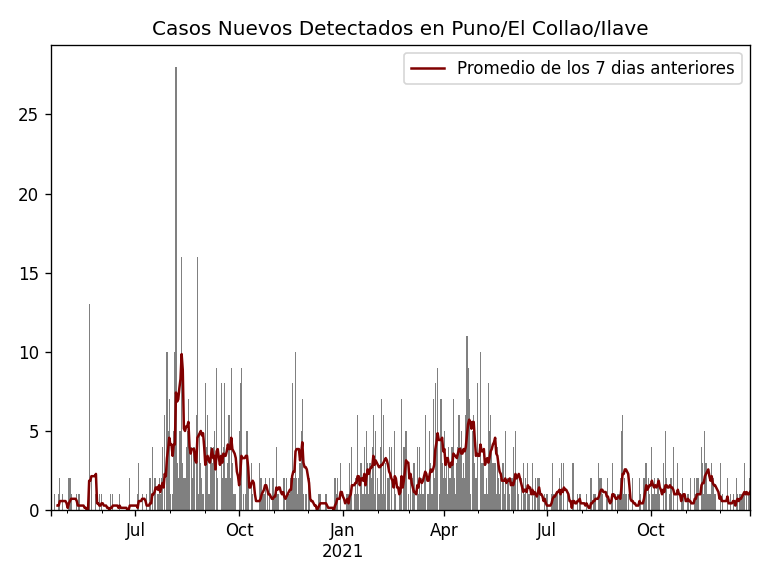 Casos Nuevos Detectados en Puno/El Collao/Ilave
Promedio de los 7 dias anteriores
25
20
15
10
5
0
Jul
Oct
Jan
2021
Apr
Jul
Oct